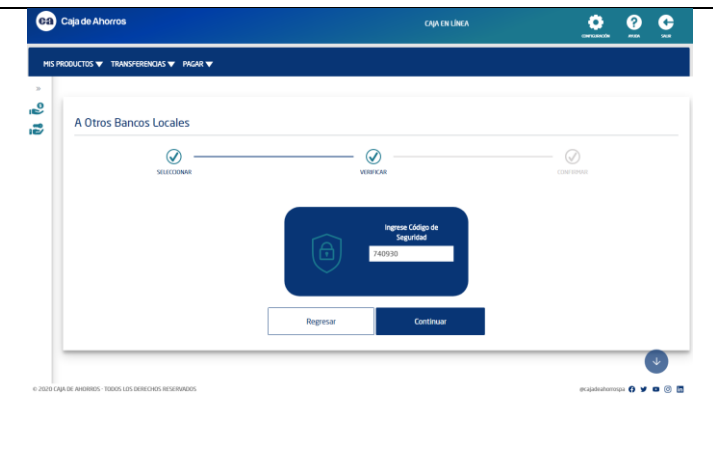 ca Caja de Ahorros
CAJA EN LÍNEA
CONFIGURACIÓN
AYUDA
SALIR
MIS PRODUCTOS TRANSFERENCIAS PAGAR
»
A Otros Bancos Locales
SELECCIONAR
VERIFICAR
CONFIRMAR
Ingrese Código de
Seguridad
740930
Regresar
Continuar
© 2020 CAJA DE AHORROS · TODOS LOS DERECHOS RESERVADOS
@cajadeahorrospa